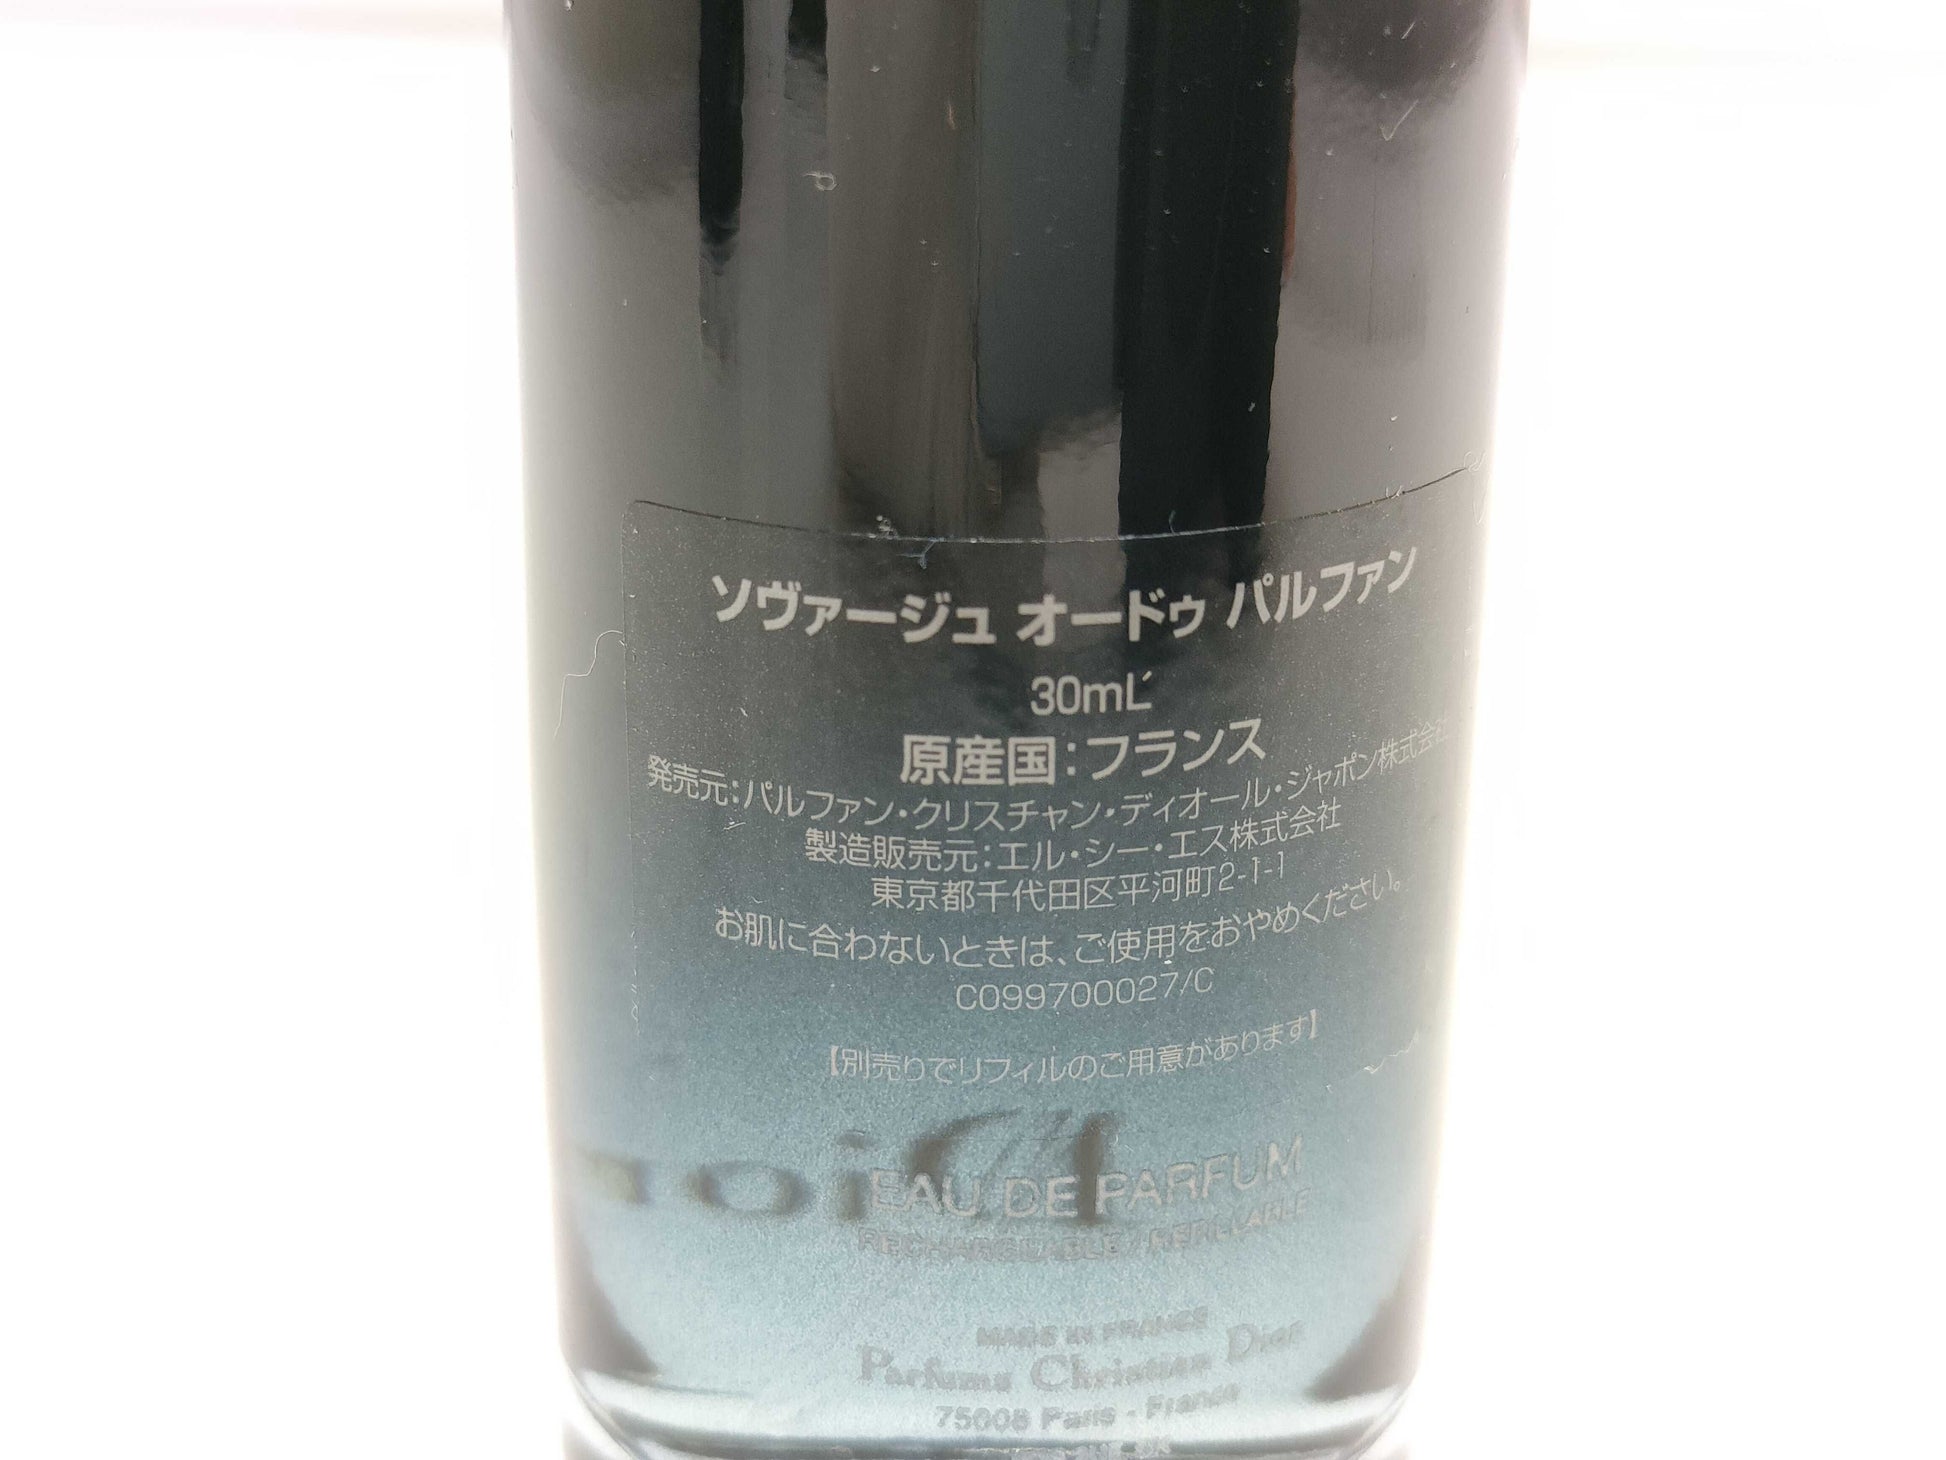 ソヴァージュ オードゥ パルファン
30mL
原産国：フランス
発売元：パルファン・クリスチャン・ディオール・ジャポン株式会社
製造販売元：エル・シー・エス株式会社
東京都千代田区平河町2-1-1
お肌に合わないときは、ご使用をおやめください。
C099700027/C
【別売りでリフィルのご用意があります】
Dior
EAU DE PARFUM
RECHARGEABLE / REFILLABLE
MADE IN FRANCE
Parfums Christian Dior
75008 Paris - France